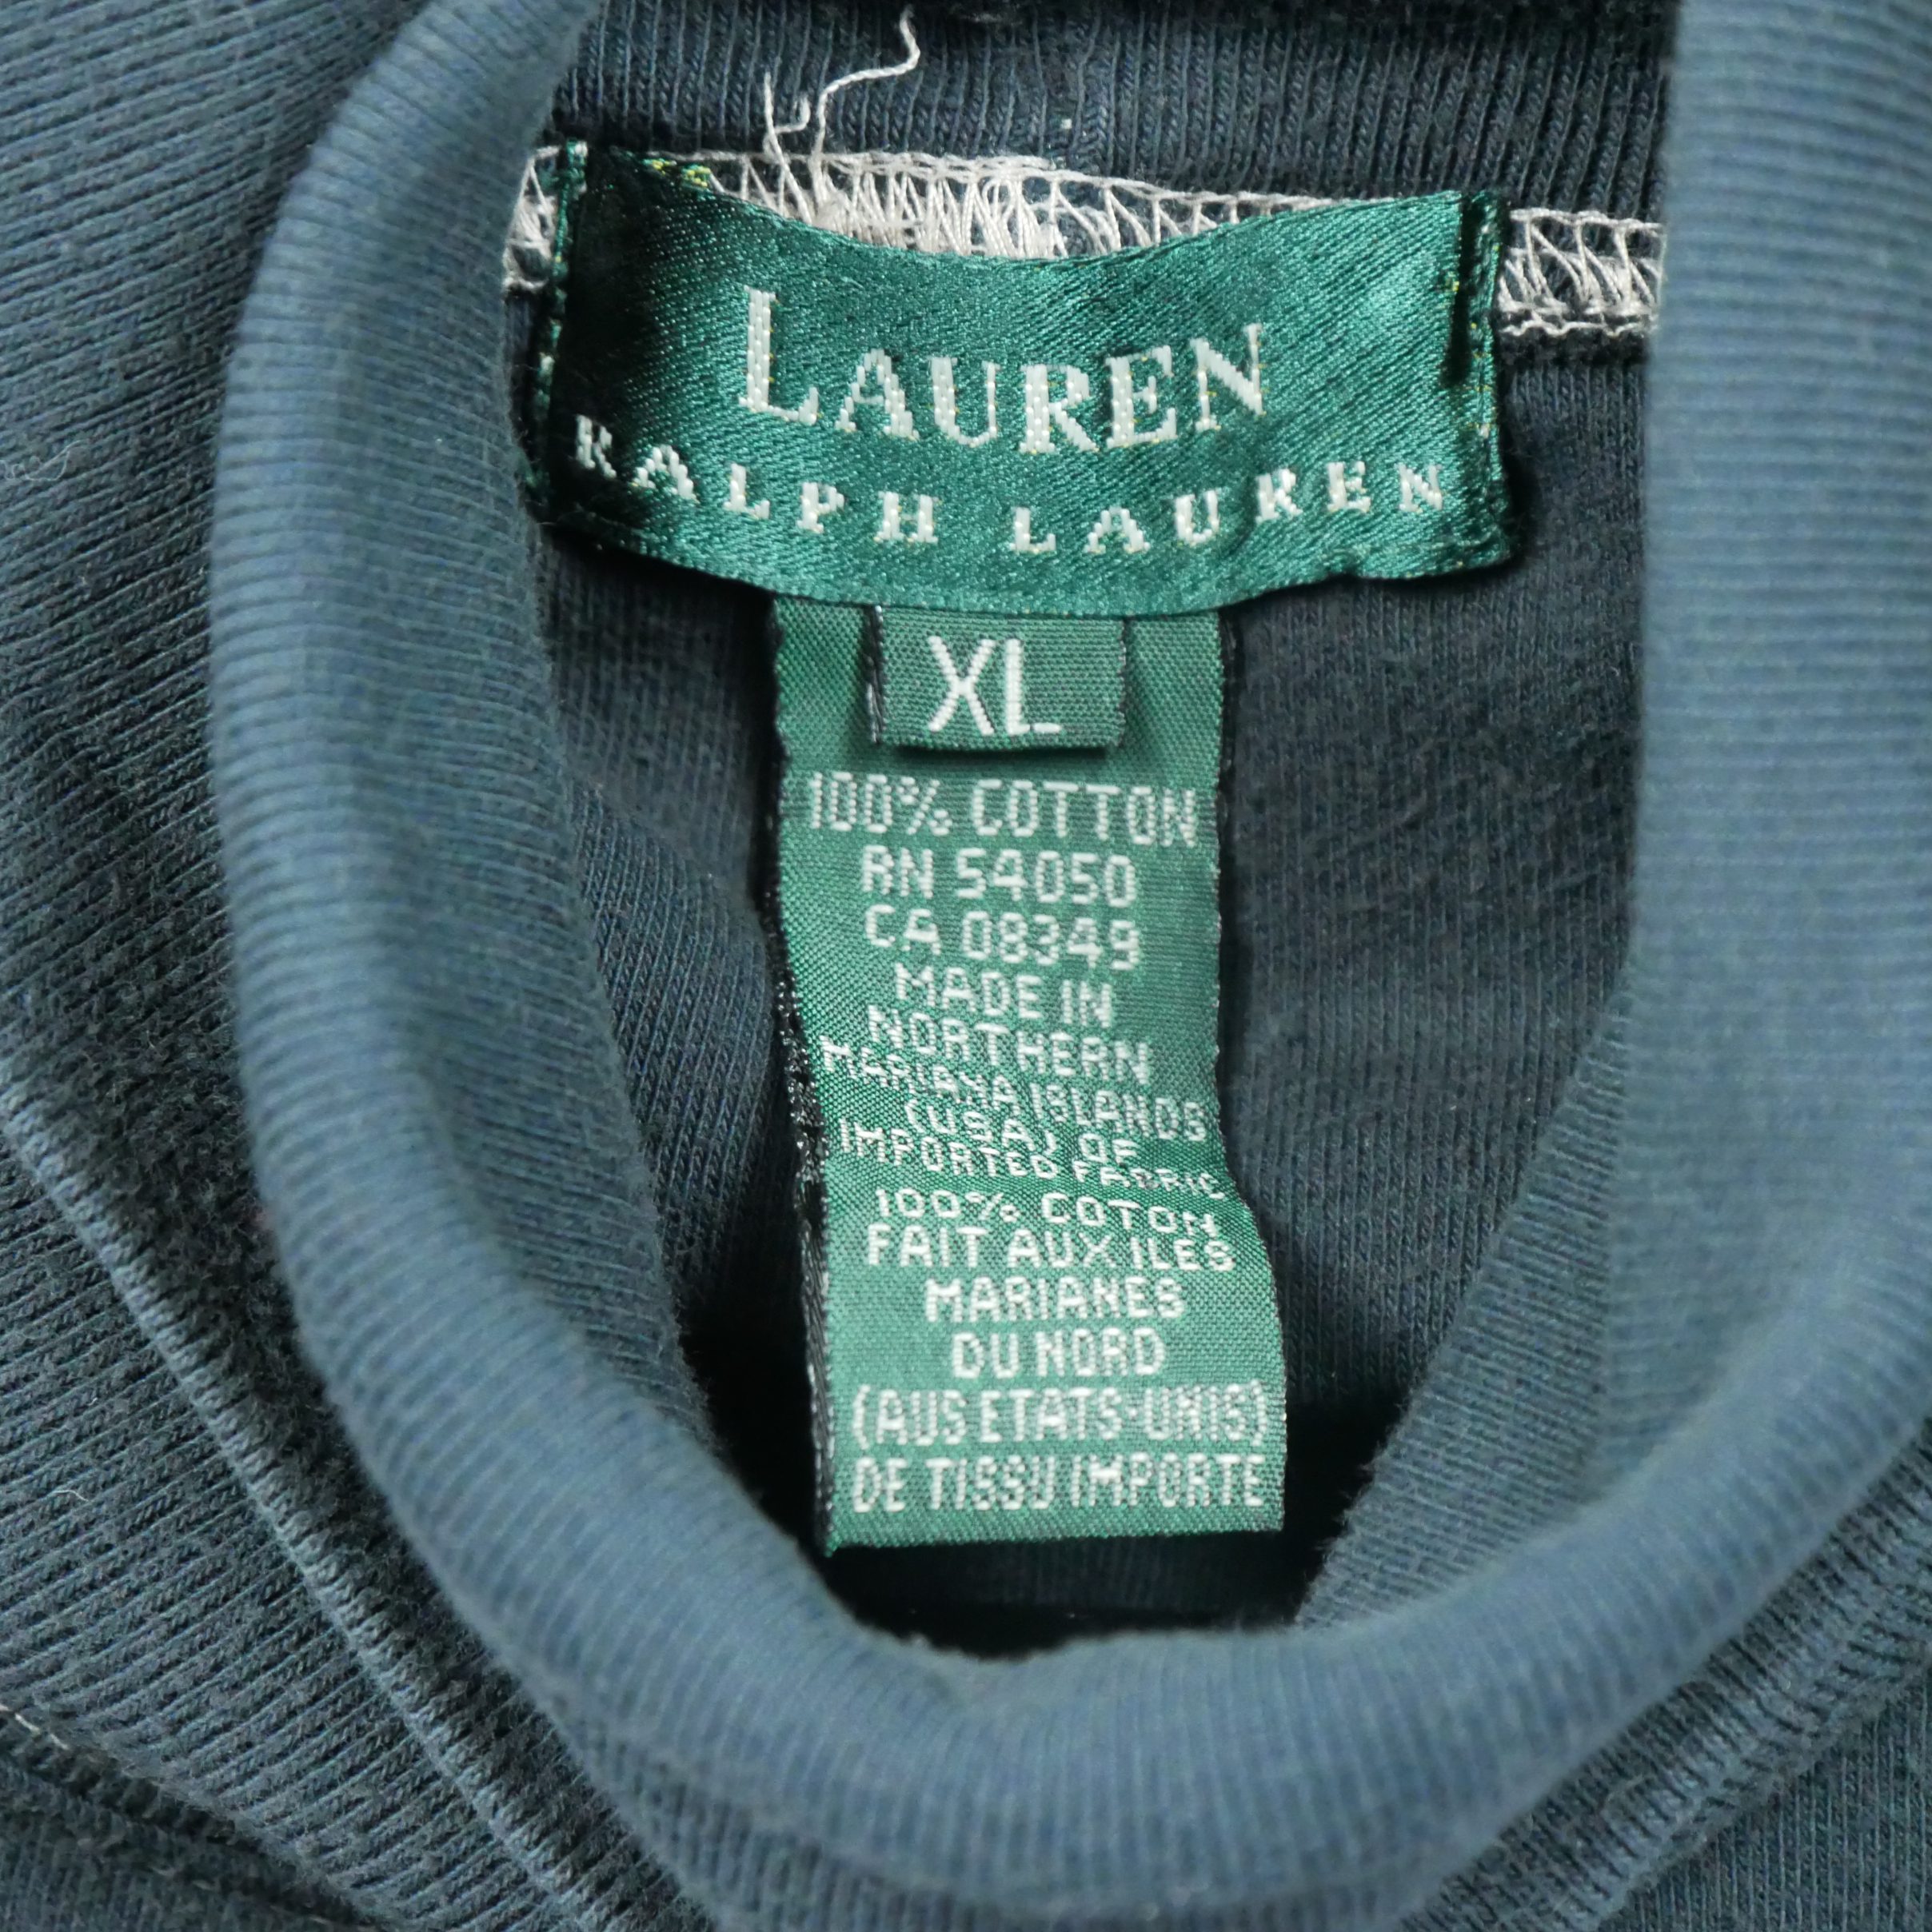 LAUREN
RALPH LAUREN
XL
100% COTTON
RN 54050
CA 08349
MADE IN
NORTHERN
MARIANA ISLANDS
(USA) OF
IMPORTED FABRIC
100% COTON
FAIT AUX ILES
MARIANES
DU NORD
(AUS ETATS-UNIS)
DE TISSU IMPORTE